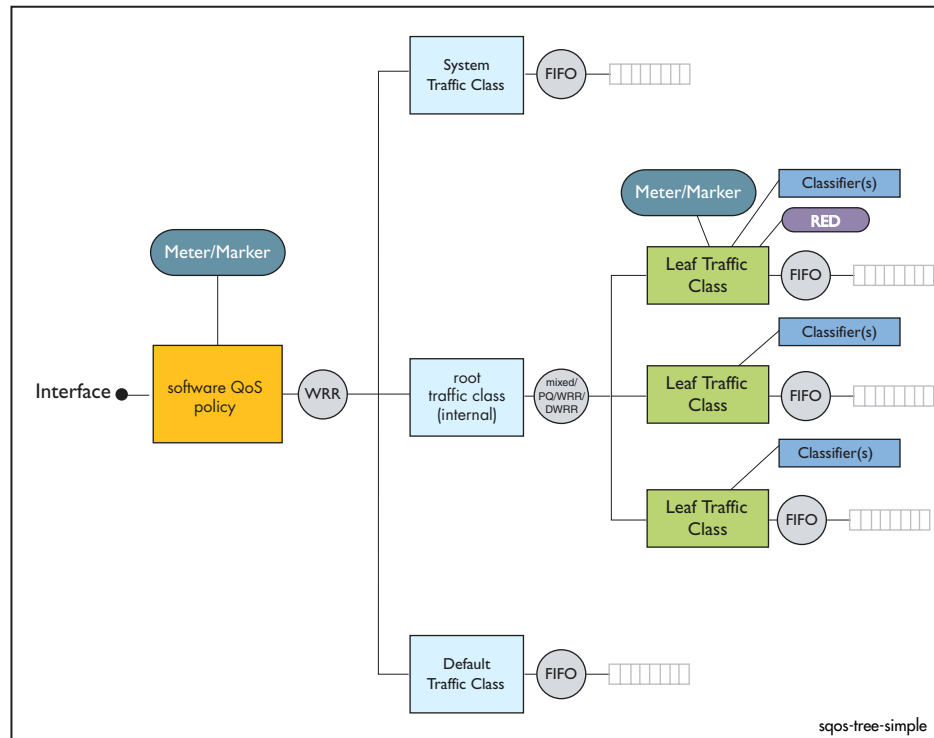 System
Traffic Class
FIFO
Meter/Marker
Classifier(s)
RED
Leaf Traffic
Class
FIFO
Meter/Marker
Interface
software QoS
policy
WRR
root
traffic class
(internal)
mixed/
PQ/WRR/
DWRR
Classifier(s)
Leaf Traffic
Class
FIFO
Classifier(s)
Leaf Traffic
Class
FIFO
Default
Traffic Class
FIFO
sqos-tree-simple